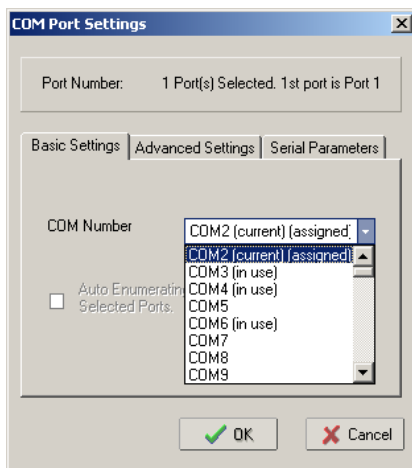 COM Port Settings
Port Number: 1 Port(s) Selected. 1st port is Port 1
Basic Settings Advanced Settings Serial Parameters
COM Number COM2 (current) (assigned)
COM2 (current) (assigned)
COM3 (in use)
COM4 (in use)
Auto Enumerating
COM5
Selected Ports.
COM6 (in use)
COM7
COM8
COM9
OK Cancel